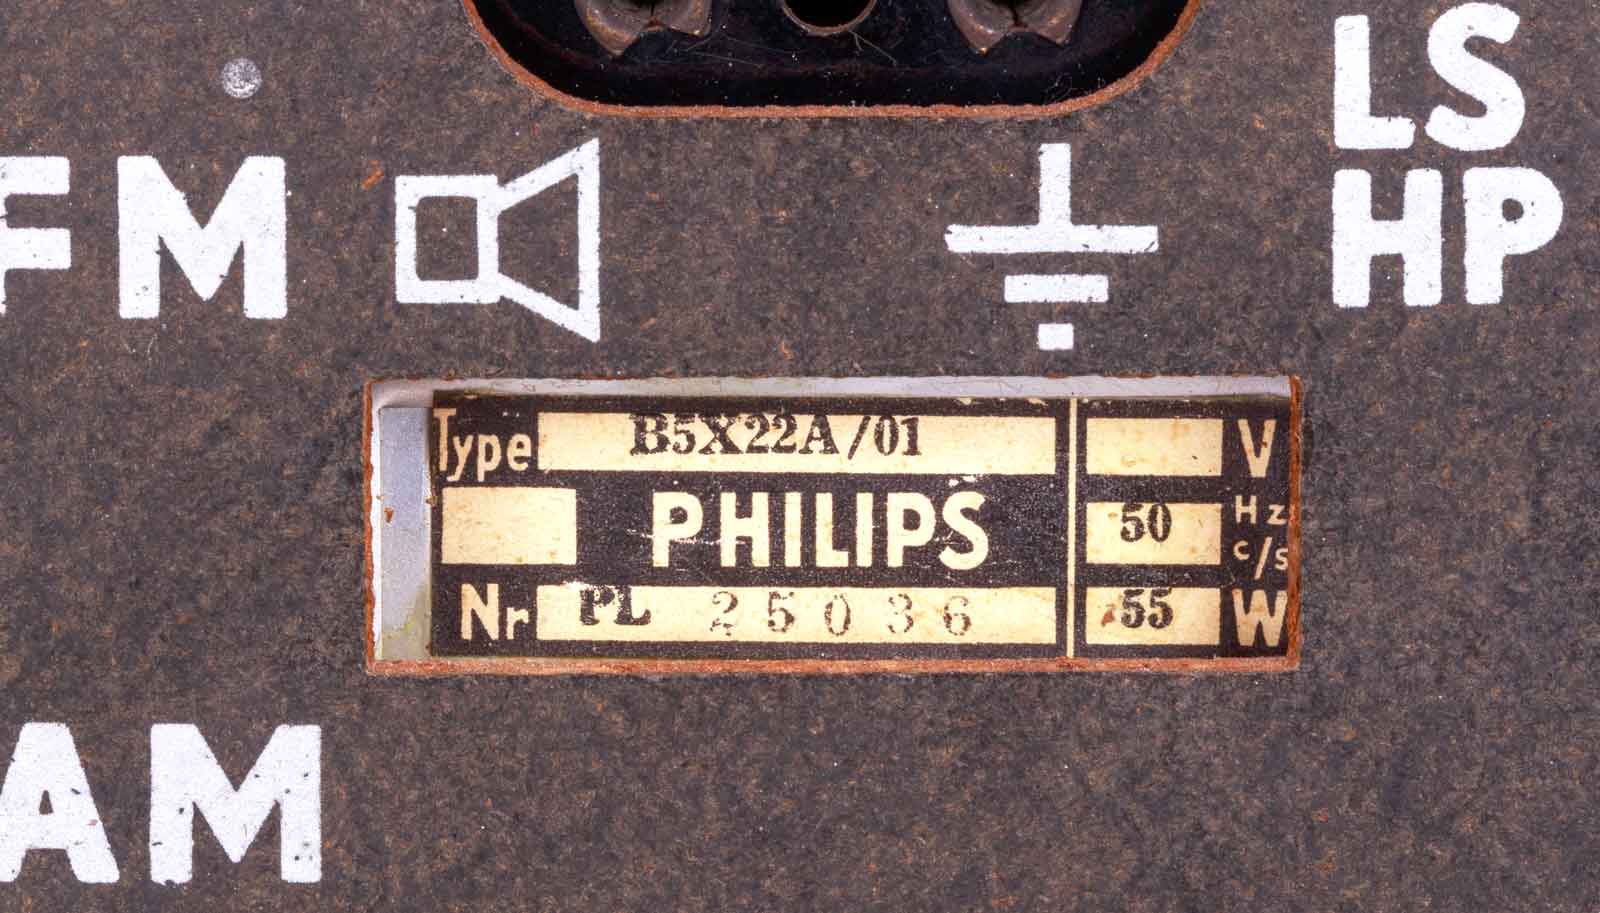 LS
HP
FM
Type B5X22A/01 V
PHILIPS 50 Hz c/s
Nr PL 25036 55 W
AM